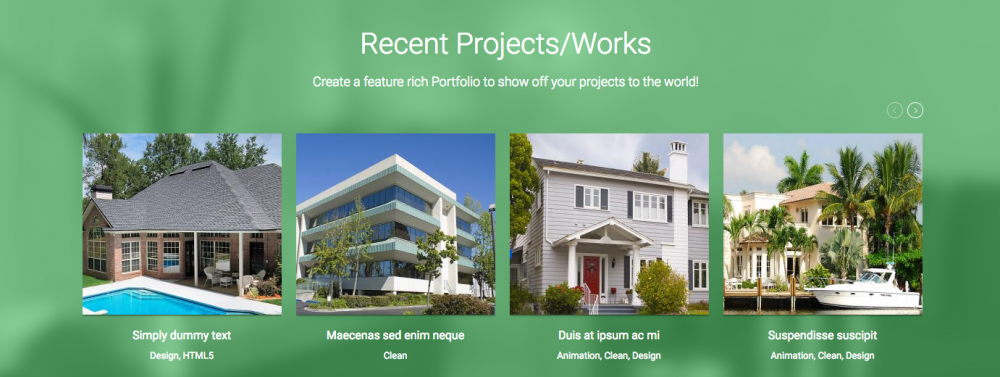 Recent Projects/Works
Create a feature rich Portfolio to show off your projects to the world!
Simply dummy text
Design, HTML5
Maecenas sed enim neque
Clean
Duis at ipsum ac mi
Animation, Clean, Design
Suspendisse suscipit
Animation, Clean, Design